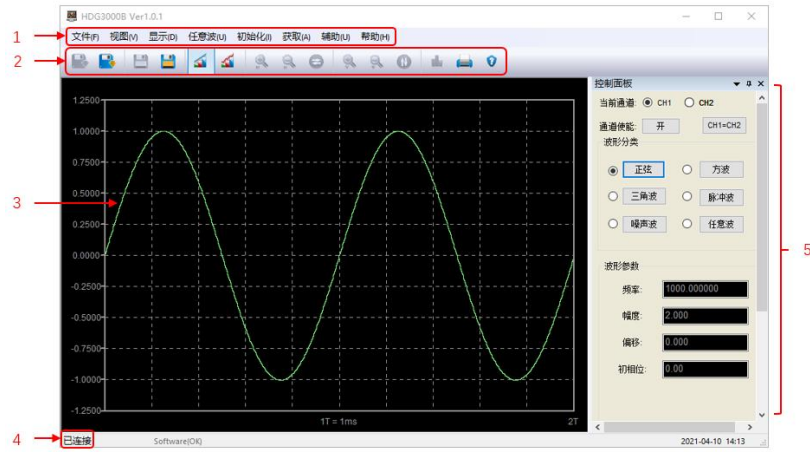 HDG3000B Ver1.0.1
1
文件(F) 视图(V) 显示(D) 任意波(U) 初始化(I) 获取(A) 辅助(U) 帮助(H)
2
控制面板
当前通道: CH1 CH2
通道使能: 开 CH1=CH2
波形分类
正弦 方波
三角波 脉冲波
噪声波 任意波
波形参数
频率: 1000.000000
幅度: 2.000
偏移: 0.000
初相位: 0.00
1.2500
1.0000
0.7500
0.5000
3
0.2500
0.0000
-0.2500
-0.5000
-0.7500
-1.0000
-1.2500
1T = 1ms 2T
5
4
已连接 Software(OK) 2021-04-10 14:13